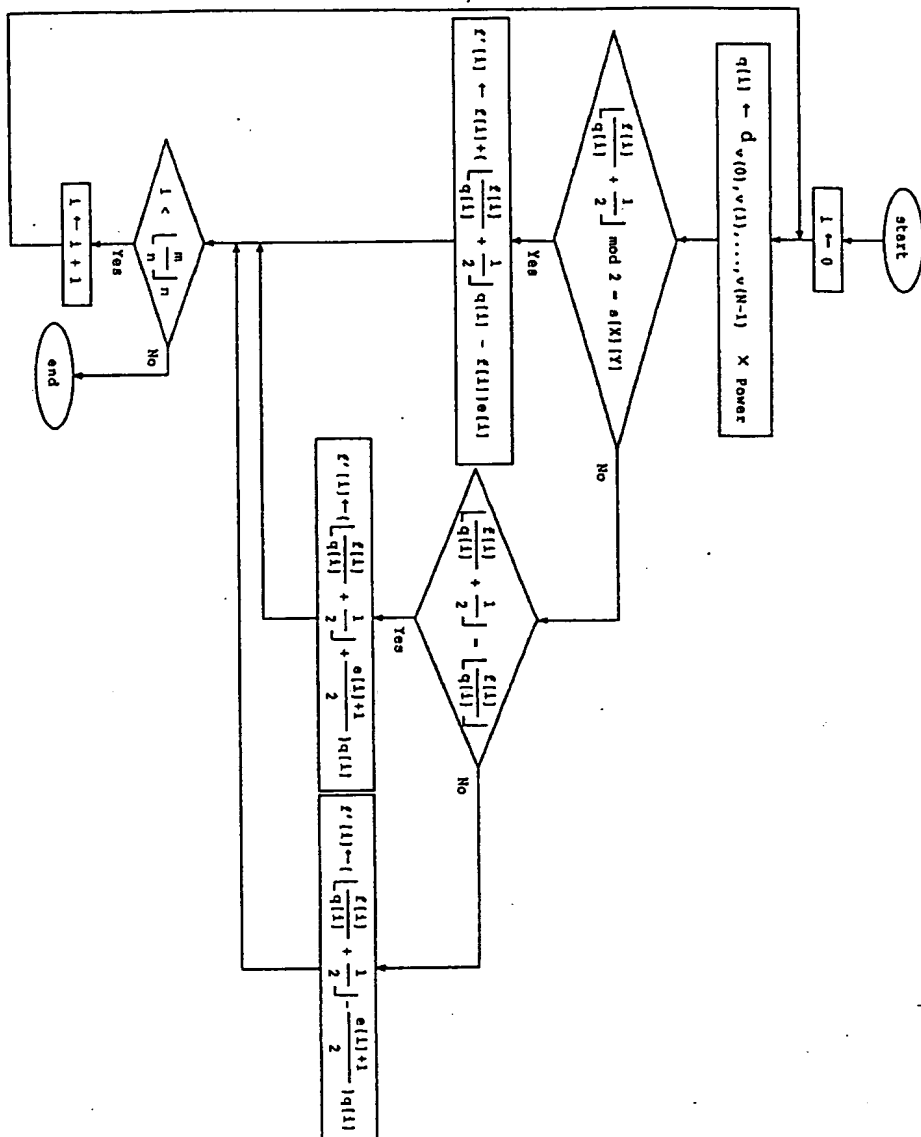 start
i ← 0
q(i) ← d v(0),v(1),...,v(N-1) × Power
⌊ f(i)/q(i) + 1/2 ⌋ mod 2 = s[X][Y]
Yes
No
f'(i) ← f(i)+(⌊ f(i)/q(i) + 1/2 ⌋ q(i) - f(i))e(i)
⌊ f(i)/q(i) + 1/2 ⌋ = ⌊ f(i)/q(i) ⌋
Yes
No
f'(i)←(⌊ f(i)/q(i) + 1/2 ⌋ + e(i)+1/2 )q(i)
f'(i)←(⌊ f(i)/q(i) + 1/2 ⌋ - e(i)+1/2 )q(i)
i < ⌊ m/n ⌋ n
Yes
No
i ← i + 1
end